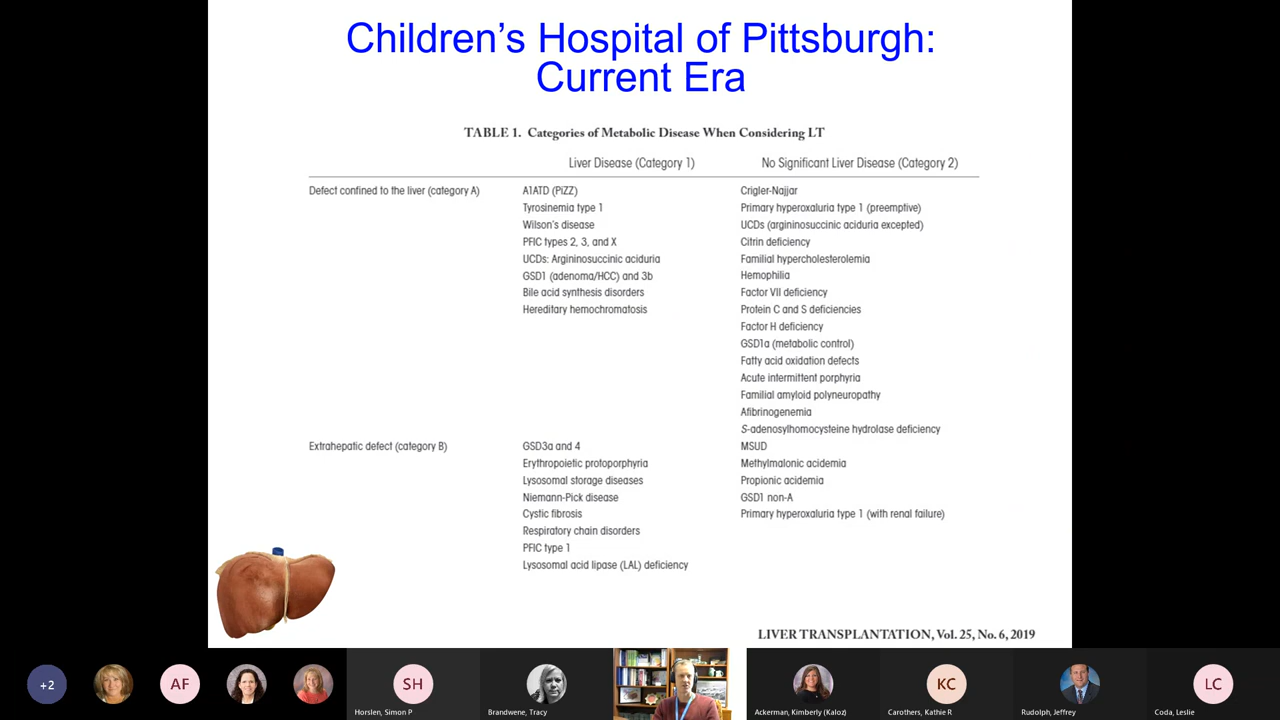 Children's Hospital of Pittsburgh:
Current Era
TABLE 1. Categories of Metabolic Disease When Considering LT
Liver Disease (Category 1) No Significant Liver Disease (Category 2)
Defect confined to the liver (category A) A1ATD (PiZZ) Crigler-Najjar
Tyrosinemia type 1 Primary hyperoxaluria type 1 (preemptive)
Wilson's disease UCDs (argininosuccinic aciduria excepted)
PFIC types 2, 3, and X Citrin deficiency
UCDs: Argininosuccinic aciduria Familial hypercholesterolemia
GSD1 (adenoma/HCC) and 3b Hemophilia
Bile acid synthesis disorders Factor VII deficiency
Hereditary hemochromatosis Protein C and S deficiencies
Factor H deficiency
GSD1a (metabolic control)
Fatty acid oxidation defects
Acute intermittent porphyria
Familial amyloid polyneuropathy
Afibrinogenemia
S-adenosylhomocysteine hydrolase deficiency
Extrahepatic defect (category B) GSD3a and 4 MSUD
Erythropoietic protoporphyria Methylmalonic acidemia
Lysosomal storage diseases Propionic acidemia
Niemann-Pick disease GSD1 non-A
Cystic fibrosis Primary hyperoxaluria type 1 (with renal failure)
Respiratory chain disorders
PFIC type 1
Lysosomal acid lipase (LAL) deficiency
LIVER TRANSPLANTATION, Vol. 25, No. 6, 2019
+2 AF SH KC LC
Horslen, Simon P Brandwene, Tracy Ackerman, Kimberly (Kaloz) Carothers, Kathie R Rudolph, Jeffrey Coda, Leslie